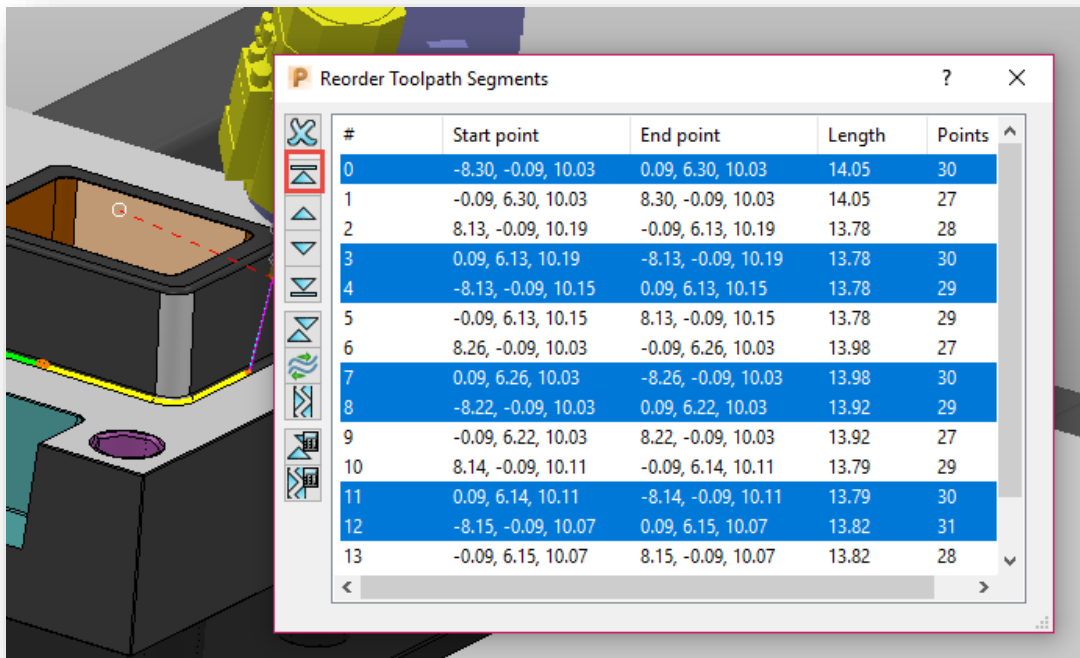 P Reorder Toolpath Segments ? X
# Start point End point Length Points
0 -8.30, -0.09, 10.03 0.09, 6.30, 10.03 14.05 30
1 -0.09, 6.30, 10.03 8.30, -0.09, 10.03 14.05 27
2 8.13, -0.09, 10.19 -0.09, 6.13, 10.19 13.78 28
3 0.09, 6.13, 10.19 -8.13, -0.09, 10.19 13.78 30
4 -8.13, -0.09, 10.15 0.09, 6.13, 10.15 13.78 29
5 -0.09, 6.13, 10.15 8.13, -0.09, 10.15 13.78 29
6 8.26, -0.09, 10.03 -0.09, 6.26, 10.03 13.98 27
7 0.09, 6.26, 10.03 -8.26, -0.09, 10.03 13.98 30
8 -8.22, -0.09, 10.03 0.09, 6.22, 10.03 13.92 29
9 -0.09, 6.22, 10.03 8.22, -0.09, 10.03 13.92 27
10 8.14, -0.09, 10.11 -0.09, 6.14, 10.11 13.79 29
11 0.09, 6.14, 10.11 -8.14, -0.09, 10.11 13.79 30
12 -8.15, -0.09, 10.07 0.09, 6.15, 10.07 13.82 31
13 -0.09, 6.15, 10.07 8.15, -0.09, 10.07 13.82 28